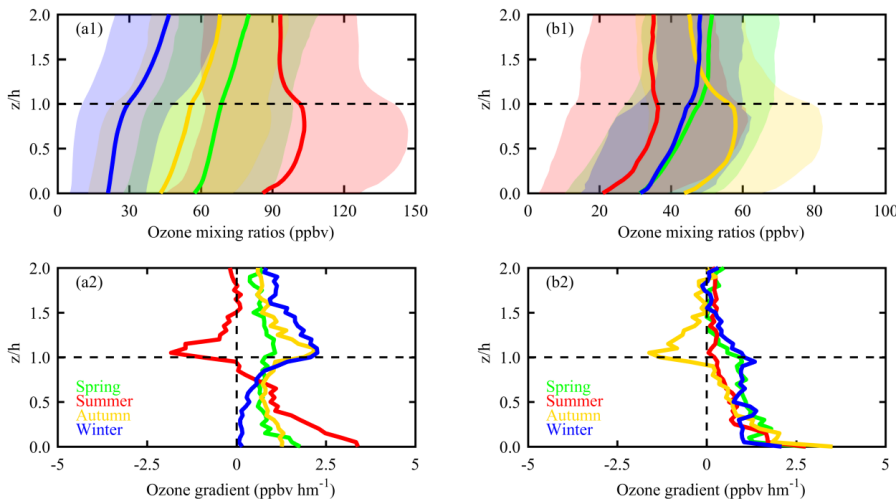 (a1)
z/h
2.0
1.5
1.0
0.5
0.0
0 30 60 90 120 150
Ozone mixing ratios (ppbv)
(b1)
z/h
2.0
1.5
1.0
0.5
0.0
0 20 40 60 80 100
Ozone mixing ratios (ppbv)
(a2)
z/h
2.0
1.5
1.0
0.5
0.0
Spring
Summer
Autumn
Winter
-5 -2.5 0 2.5 5
Ozone gradient (ppbv hm⁻¹)
(b2)
z/h
2.0
1.5
1.0
0.5
0.0
Spring
Summer
Autumn
Winter
-5 -2.5 0 2.5 5
Ozone gradient (ppbv hm⁻¹)